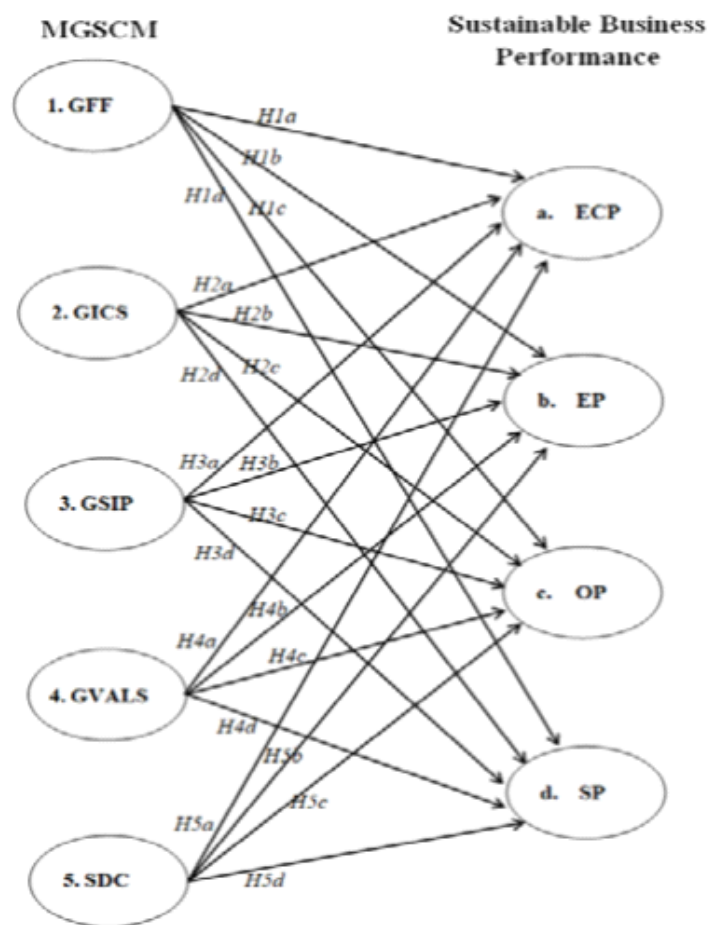 MGSCM
Sustainable Business
Performance
1. GFF
H1a
H1b
H1d
H1c
a. ECP
2. GICS
H2a
H2b
H2c
H2d
b. EP
3. GSIP
H3a
H3b
H3c
H3d
c. OP
4. GVALS
H4b
H4a
H4c
H4d
d. SP
5. SDC
H5b
H5c
H5a
H5d